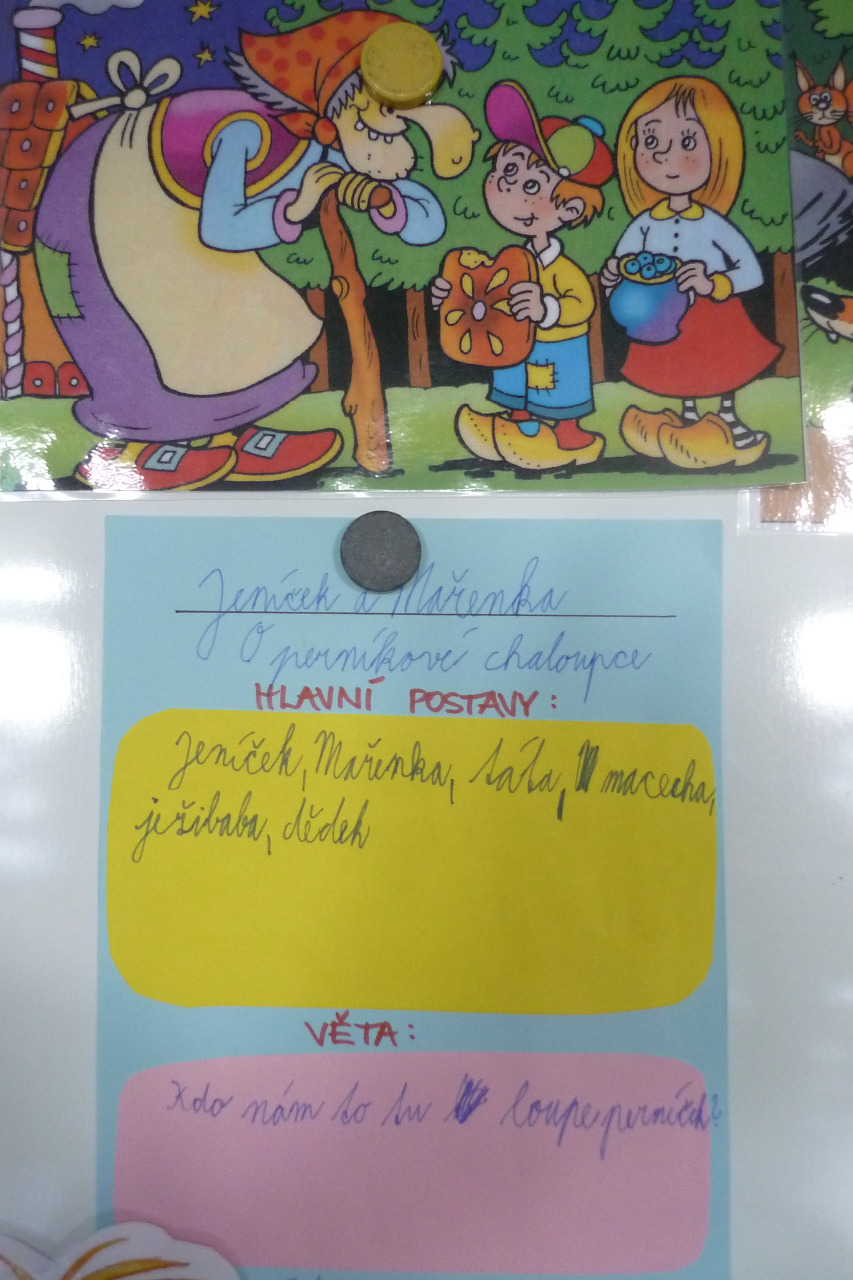 Jeníček a Mařenka
O perníkové chaloupce
HLAVNÍ POSTAVY:
Jeníček, Mařenka, táta, macecha,
ježibaba, dědek
VĚTA:
Kdo nám to tu loupe perníček?